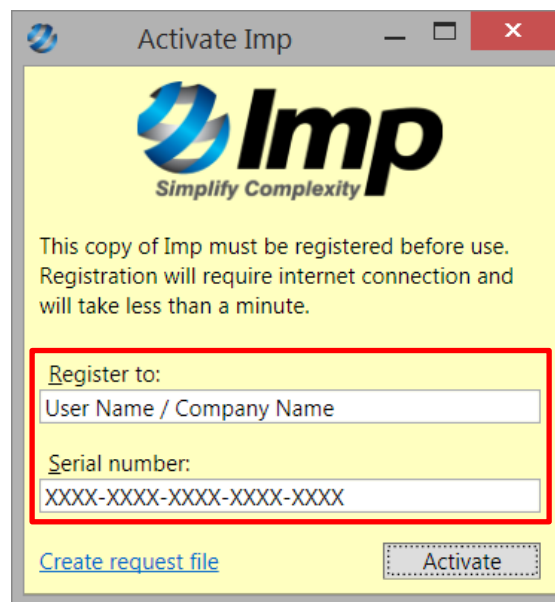 Activate Imp
Imp
Simplify Complexity
This copy of Imp must be registered before use.
Registration will require internet connection and
will take less than a minute.
Register to:
User Name / Company Name
Serial number:
XXXX-XXXX-XXXX-XXXX-XXXX
Create request file
Activate